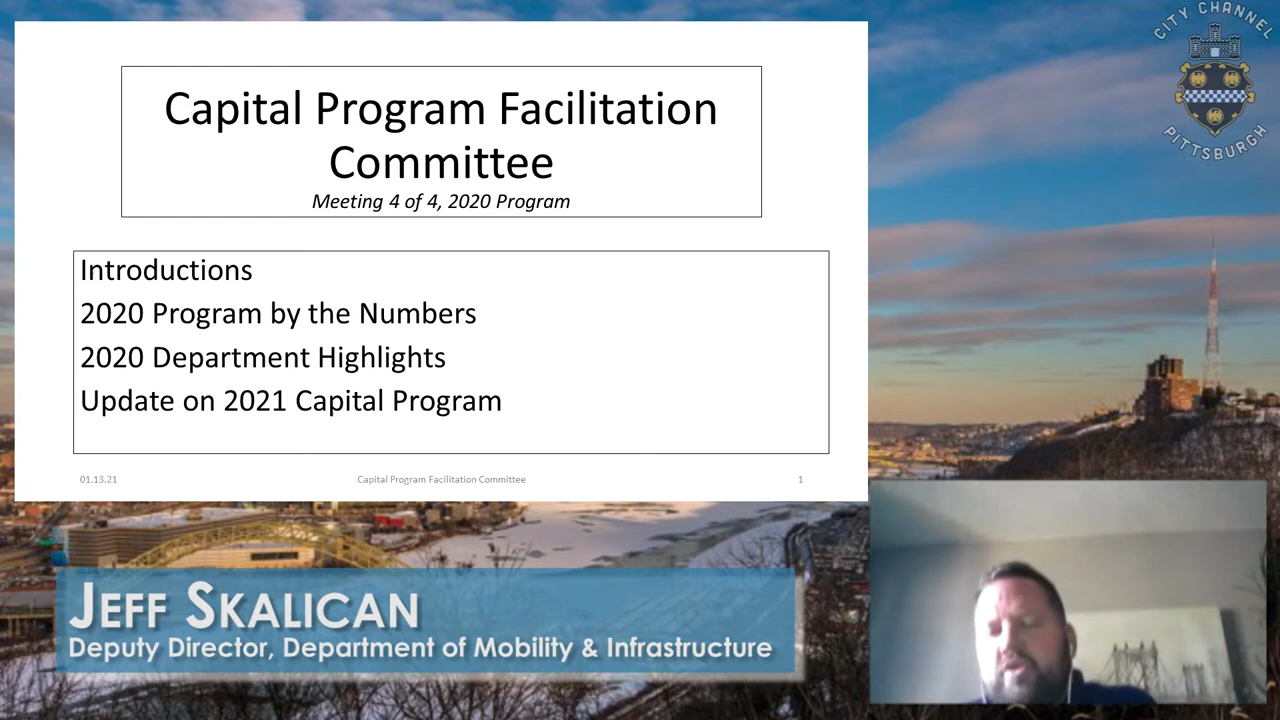 Capital Program Facilitation
Committee
Meeting 4 of 4, 2020 Program
Introductions
2020 Program by the Numbers
2020 Department Highlights
Update on 2021 Capital Program
01.13.21
Capital Program Facilitation Committee
1
CITY CHANNEL
PITTSBURGH
JEFF SKALICAN
Deputy Director, Department of Mobility & Infrastructure